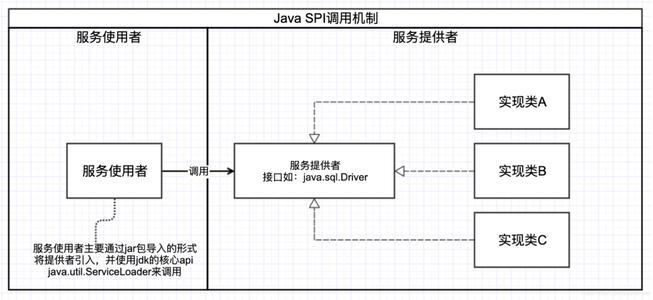 Java SPI调用机制
服务使用者
服务提供者
实现类A
服务使用者
调用
服务提供者
接口如：java.sql.Driver
实现类B
实现类C
服务使用者主要通过jar包导入的形式
将提供者引入，并使用jdk的核心api
java.util.ServiceLoader来调用